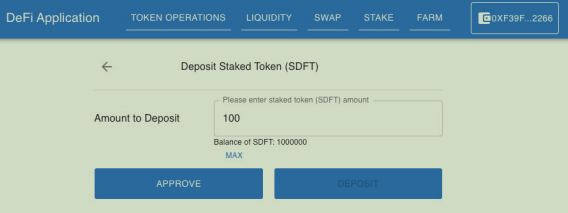 DeFi Application TOKEN OPERATIONS LIQUIDITY SWAP STAKE FARM 0XF39F...2266
Deposit Staked Token (SDFT)
Please enter staked token (SDFT) amount
Amount to Deposit 100
Balance of SDFT: 1000000
MAX
APPROVE DEPOSIT